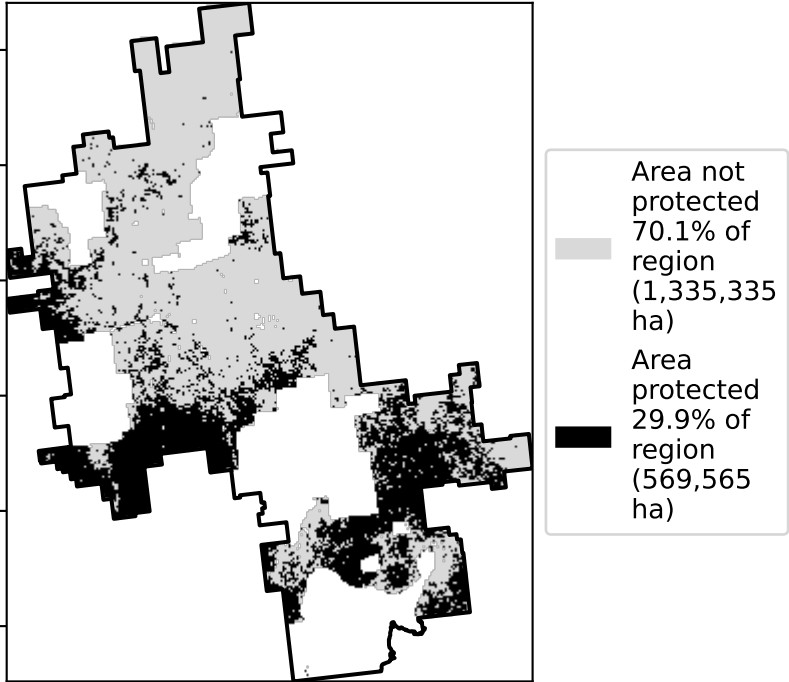 Area not
protected
70.1% of
region
(1,335,335
ha)
Area
protected
29.9% of
region
(569,565
ha)